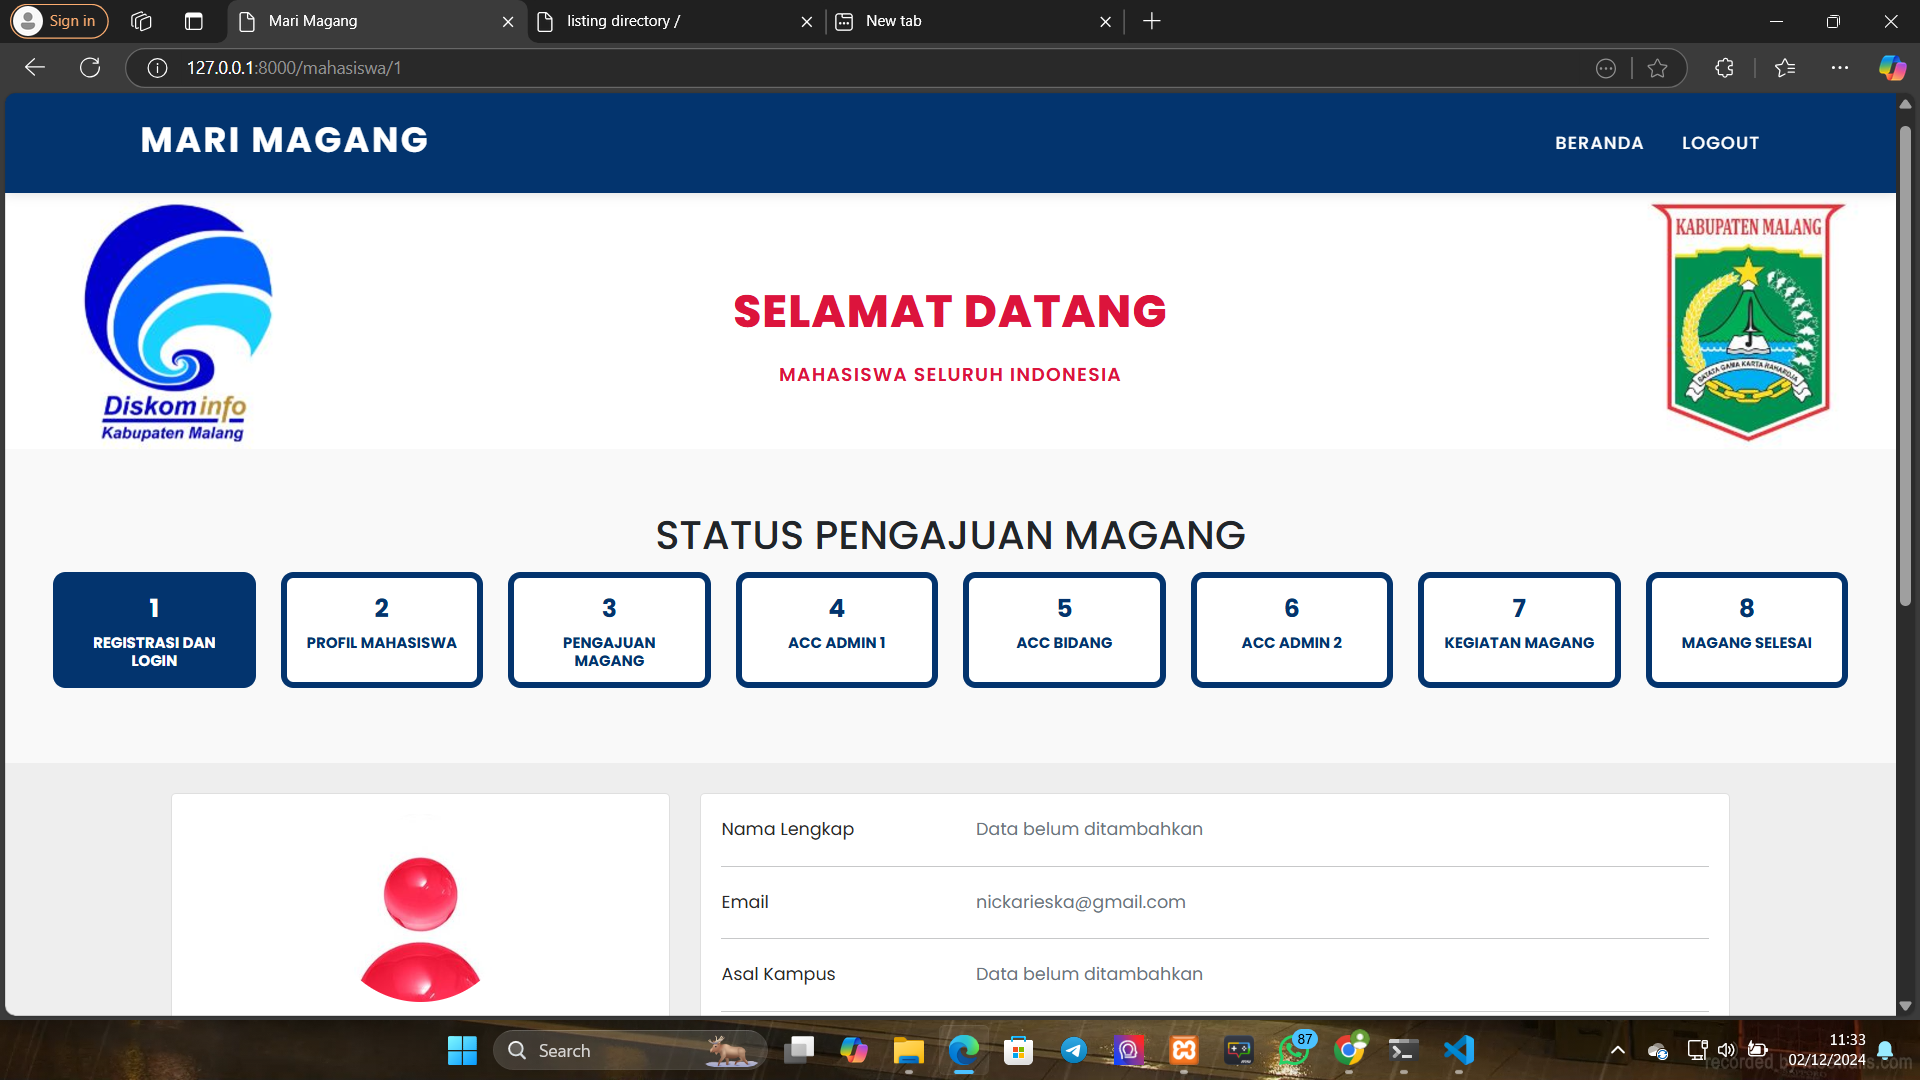 Sign in
Mari Magang
listing directory /
New tab
127.0.0.1:8000/mahasiswa/1
MARI MAGANG
BERANDA
LOGOUT
Diskominfo
Kabupaten Malang
SELAMAT DATANG
MAHASISWA SELURUH INDONESIA
KABUPATEN MALANG
SATATA GAMA KARTA RAHARDJA
STATUS PENGAJUAN MAGANG
1
REGISTRASI DAN
LOGIN
2
PROFIL MAHASISWA
3
PENGAJUAN
MAGANG
4
ACC ADMIN 1
5
ACC BIDANG
6
ACC ADMIN 2
7
KEGIATAN MAGANG
8
MAGANG SELESAI
Nama Lengkap
Data belum ditambahkan
Email
nickarieska@gmail.com
Asal Kampus
Data belum ditambahkan
Search
87
11:33
02/12/2024